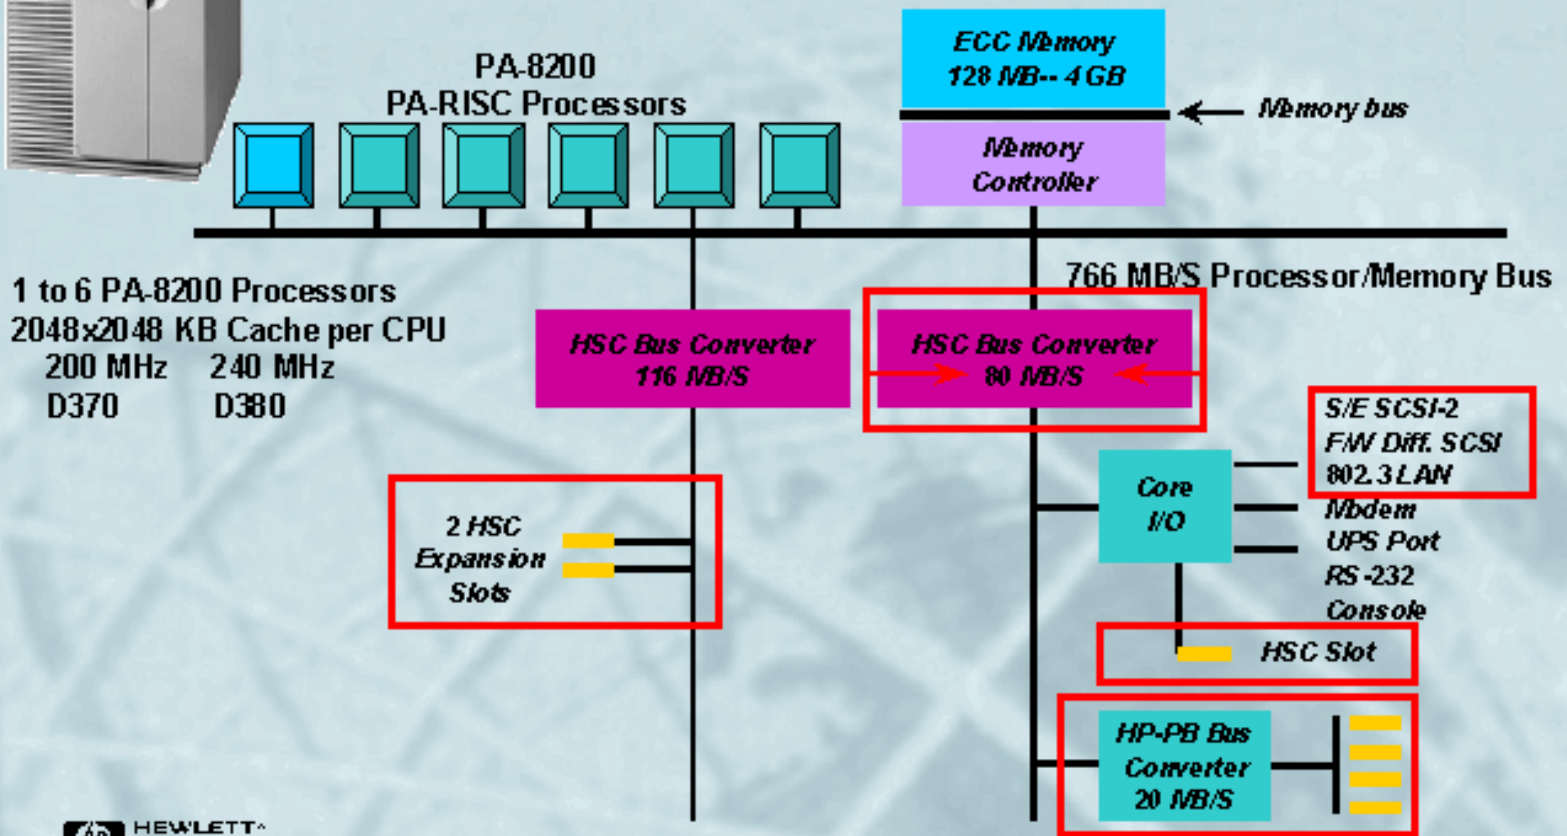 PA-8200
PA-RISC Processors
ECC Memory
128 MB-- 4 GB
Memory bus
Memory
Controller
766 MB/S Processor/Memory Bus
1 to 6 PA-8200 Processors
2048x2048 KB Cache per CPU
200 MHz 240 MHz
D370 D380
HSC Bus Converter
116 MB/S
HSC Bus Converter
80 MB/S
2 HSC
Expansion
Slots
Core
I/O
S/E SCSI-2
F/W Diff. SCSI
802.3 LAN
Modem
UPS Port
RS-232
Console
HSC Slot
HP-PB Bus
Converter
20 MB/S
hp HEWLETT